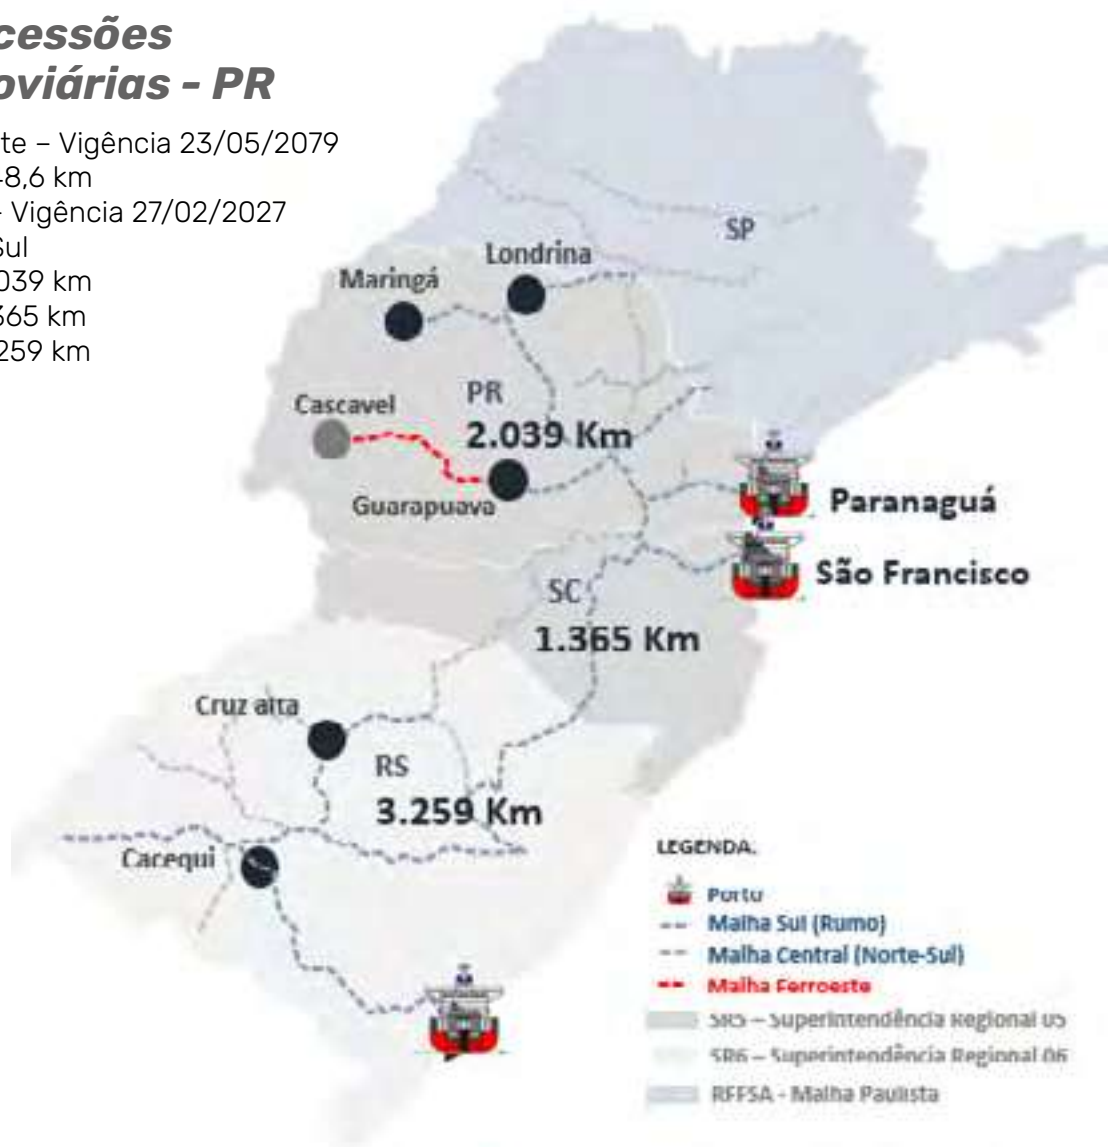 cessões
oviárias - PR
te – Vigência 23/05/2079
48,6 km
- Vigência 27/02/2027
Sul
039 km
365 km
259 km
SP
Londrina
Maringá
PR
Cascavel
2.039 Km
Guarapuava
Paranaguá
São Francisco
SC
1.365 Km
Cruz alta
RS
3.259 Km
Cacequi
LEGENDA.
Porto
Malha Sul (Rumo)
Malha Central (Norte-Sul)
Malha Ferroeste
SR5 – Superintendência Regional 05
SR6 – Superintendência Regional 06
RFFSA - Malha Paulista